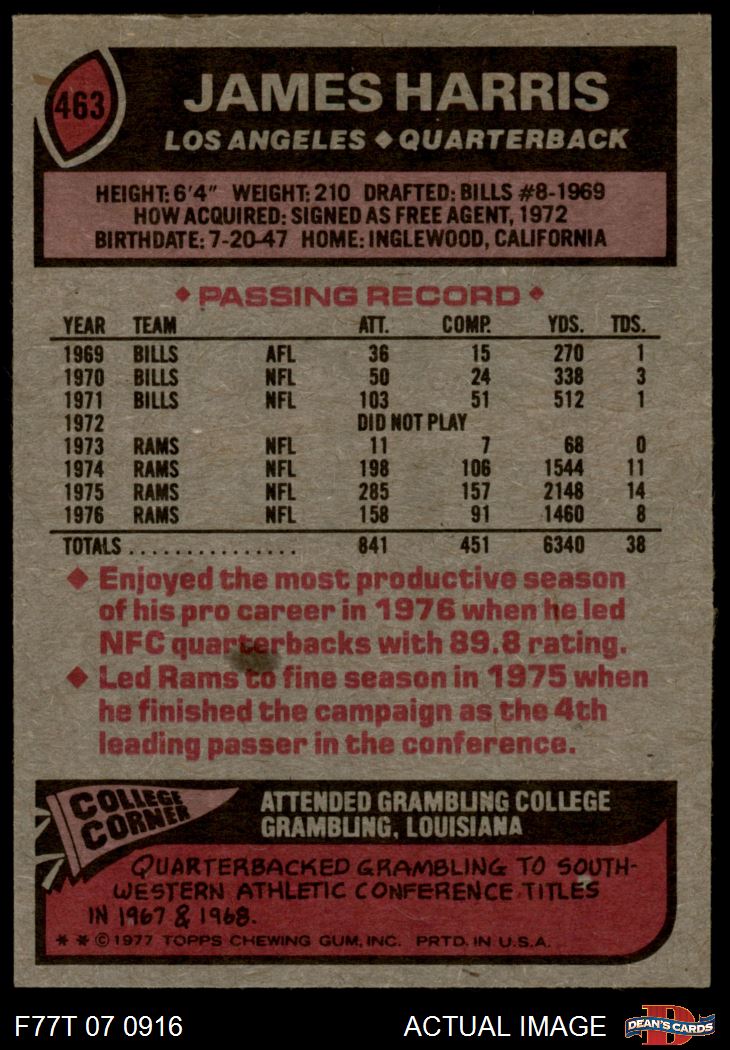 463
JAMES HARRIS
LOS ANGELES ◆ QUARTERBACK
HEIGHT: 6'4" WEIGHT: 210 DRAFTED: BILLS #8-1969
HOW ACQUIRED: SIGNED AS FREE AGENT, 1972
BIRTHDATE: 7-20-47 HOME: INGLEWOOD, CALIFORNIA
◆ PASSING RECORD ◆
YEAR TEAM ATT. COMP. YDS. TDS.
1969 BILLS AFL 36 15 270 1
1970 BILLS NFL 50 24 338 3
1971 BILLS NFL 103 51 512 1
1972 DID NOT PLAY
1973 RAMS NFL 11 7 68 0
1974 RAMS NFL 198 106 1544 11
1975 RAMS NFL 285 157 2148 14
1976 RAMS NFL 158 91 1460 8
TOTALS ................ 841 451 6340 38
◆ Enjoyed the most productive season
of his pro career in 1976 when he led
NFC quarterbacks with 89.8 rating.
◆ Led Rams to fine season in 1975 when
he finished the campaign as the 4th
leading passer in the conference.
COLLEGE
CORNER
ATTENDED GRAMBLING COLLEGE
GRAMBLING, LOUISIANA
QUARTERBACKED GRAMBLING TO SOUTH-
WESTERN ATHLETIC CONFERENCE TITLES
IN 1967 & 1968.
* * © 1977 TOPPS CHEWING GUM, INC. PRTD. IN U.S.A.
F77T 07 0916 ACTUAL IMAGE
D
DEAN'S CARDS